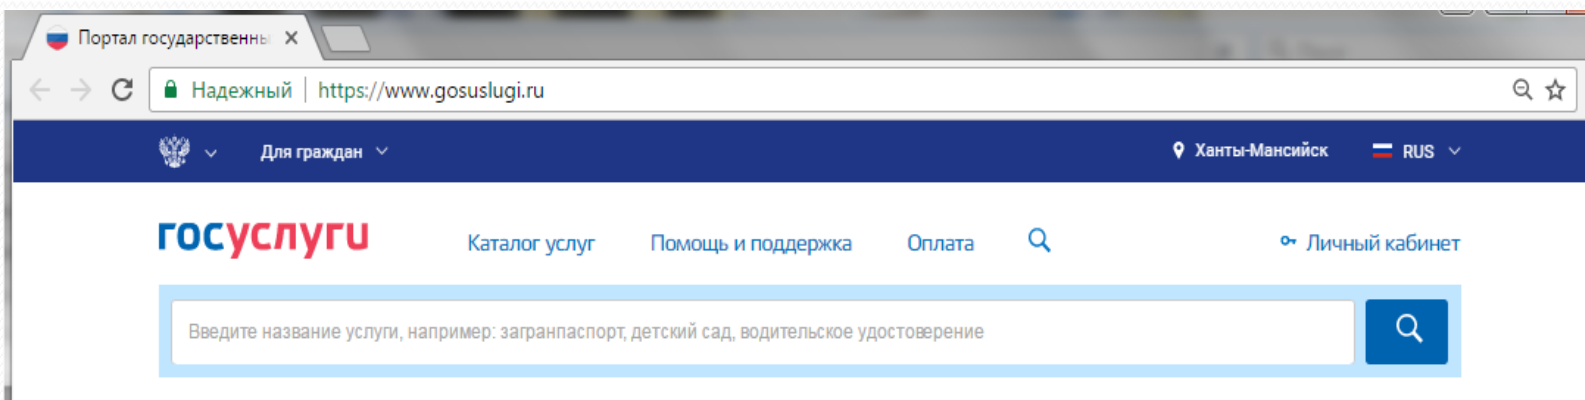 Портал государственны
Надежный https://www.gosuslugi.ru
Для граждан Ханты-Мансийск RUS
госуслуги Каталог услуг Помощь и поддержка Оплата Личный кабинет
Введите название услуги, например: загранпаспорт, детский сад, водительское удостоверение